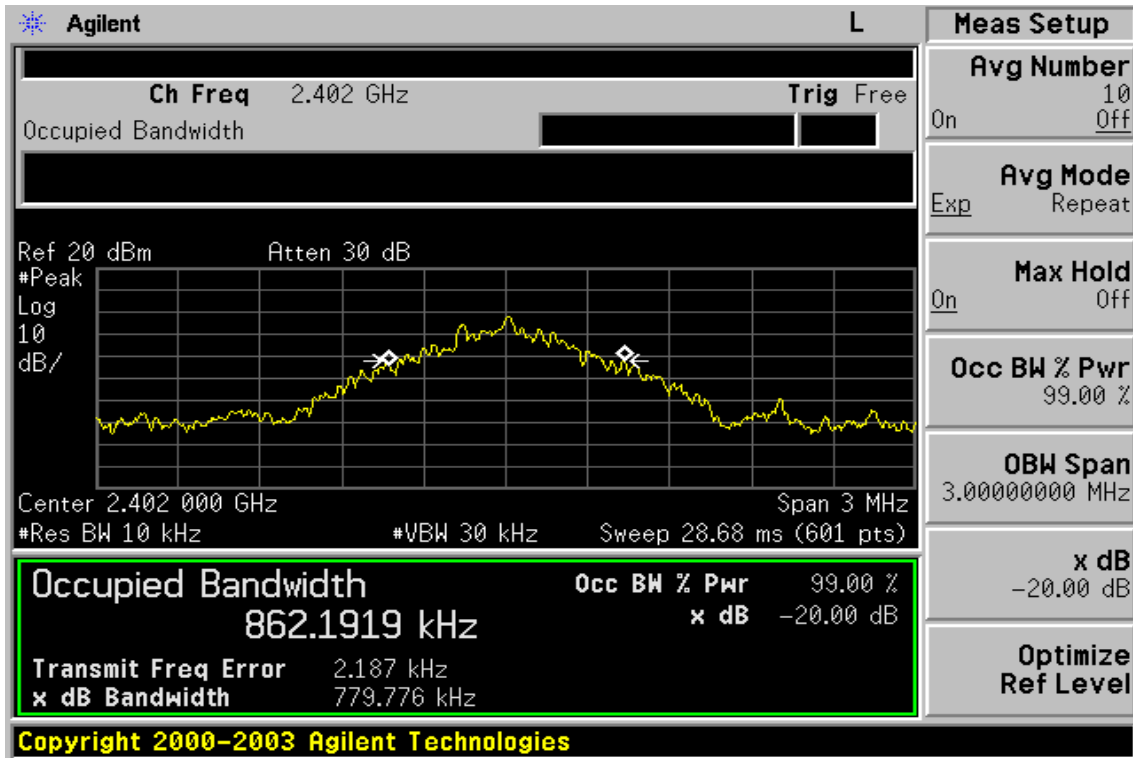 Agilent L Meas Setup
Ch Freq 2.402 GHz Trig Free
Occupied Bandwidth
Ref 20 dBm Atten 30 dB
#Peak
Log
10
dB/
Center 2.402 000 GHz Span 3 MHz
#Res BW 10 kHz #VBW 30 kHz Sweep 28.68 ms (601 pts)
Occupied Bandwidth
862.1919 kHz
Occ BW % Pwr 99.00 %
x dB -20.00 dB
Transmit Freq Error 2.187 kHz
x dB Bandwidth 779.776 kHz
Avg Number
10
On Off
Avg Mode
Exp Repeat
Max Hold
On Off
Occ BW % Pwr
99.00 %
OBW Span
3.00000000 MHz
x dB
-20.00 dB
Optimize
Ref Level
Copyright 2000-2003 Agilent Technologies